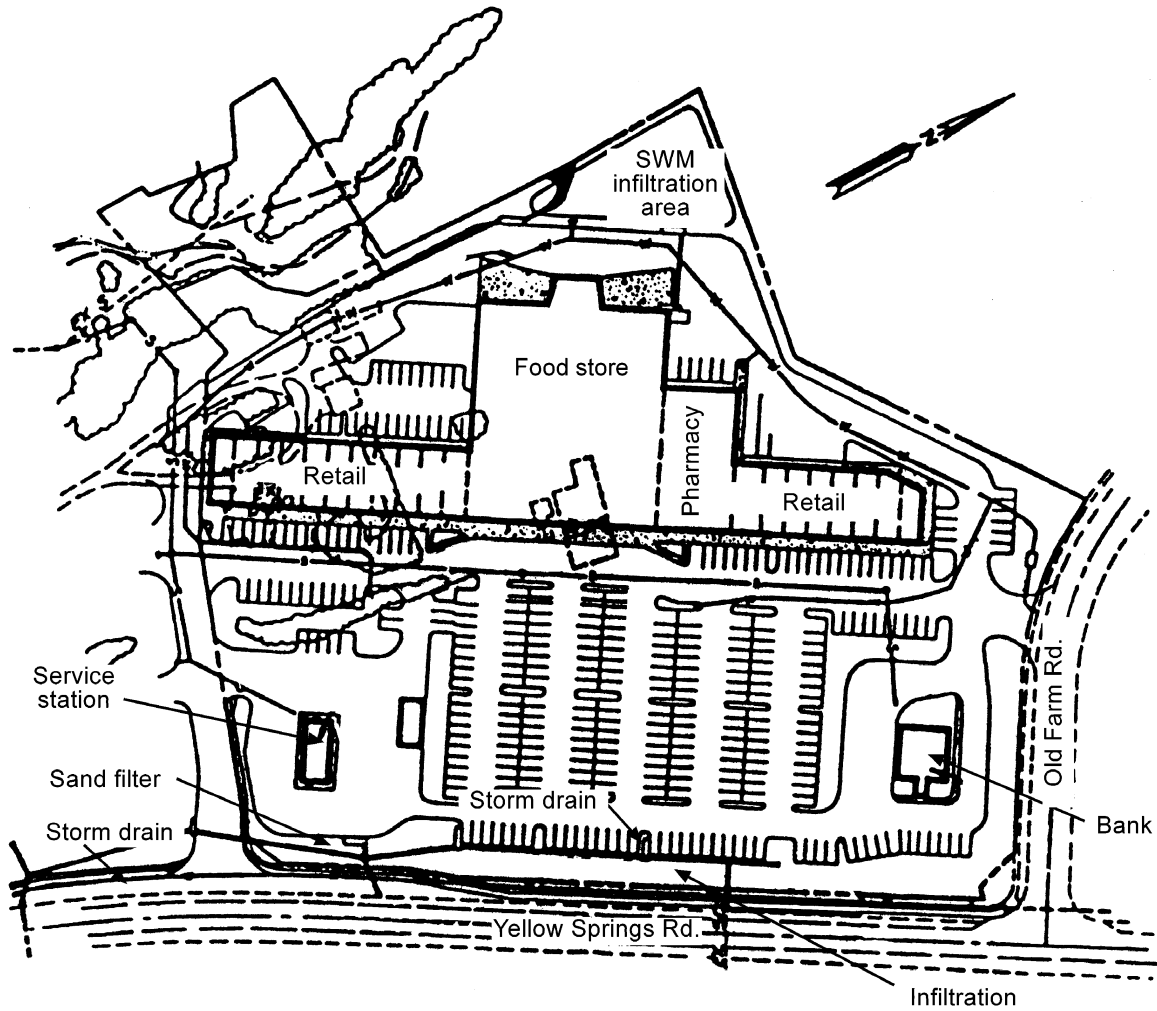 SWM
infiltration
area
N
Food store
Pharmacy
Retail
Retail
Service
station
Old Farm Rd.
Sand filter
Storm drain
Storm drain
Bank
Yellow Springs Rd.
Infiltration